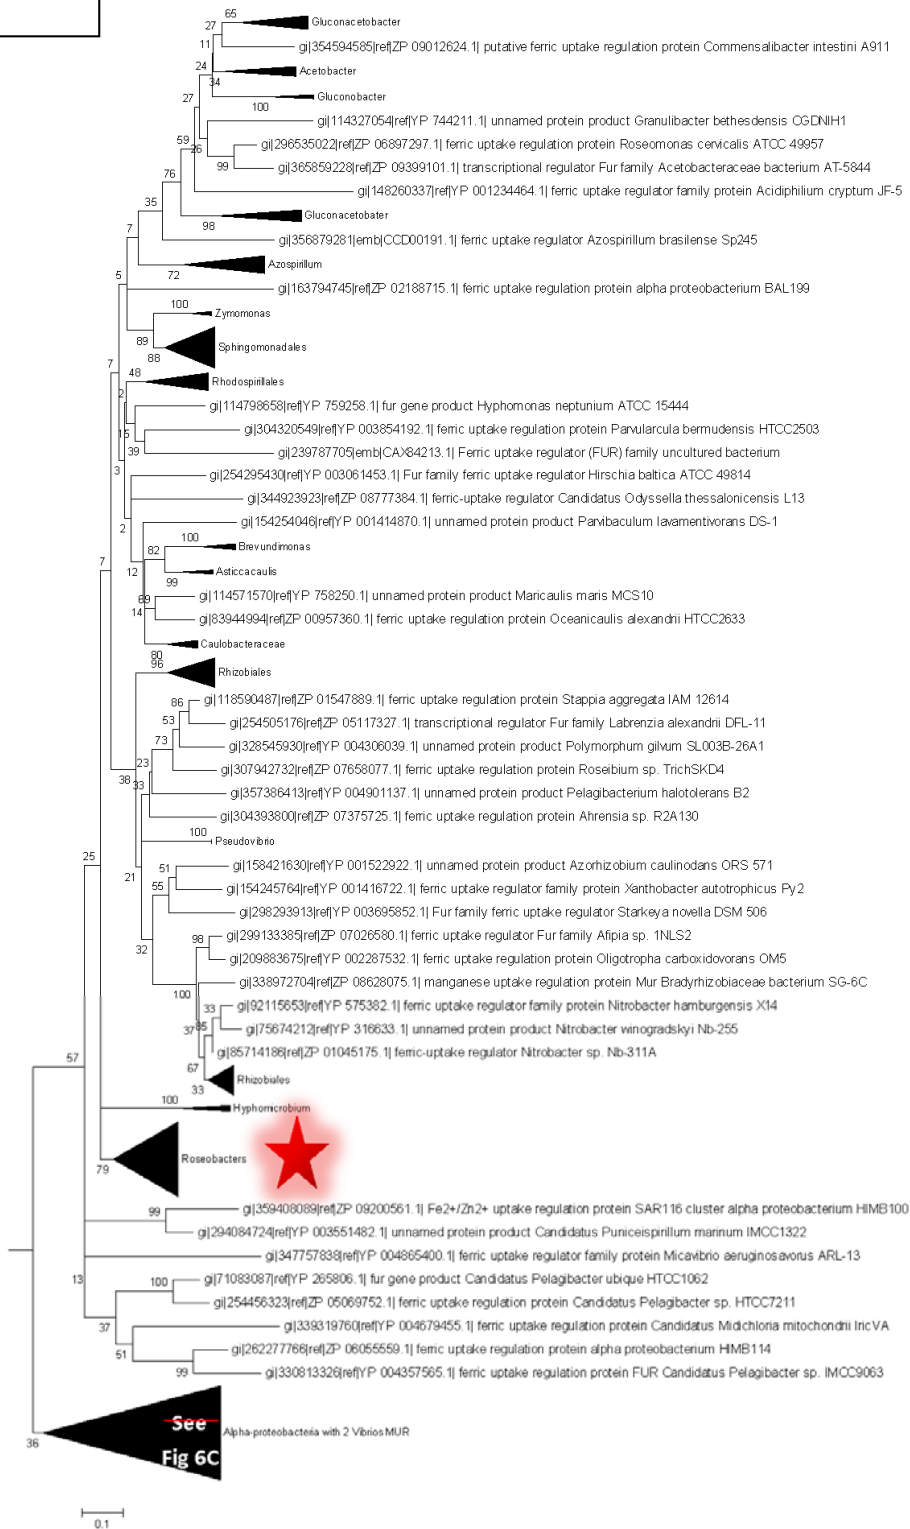 65
27
Gluconacetobacter
gi|354594585|ref|ZP 09012624.1| putative ferric uptake regulation protein Commensalibacter intestini A911
11
24
Acetobacter
34
Gluconobacter
100
27
gi|114327054|ref|YP 744211.1| unnamed protein product Granulibacter bethesdensis CGDNIH1
59
26
gi|296535022|ref|ZP 06897297.1| ferric uptake regulation protein Roseomonas cervicalis ATCC 49957
99
gi|365859228|ref|ZP 09399101.1| transcriptional regulator Fur family Acetobacteraceae bacterium AT-5844
76
gi|148260337|ref|YP 001234464.1| ferric uptake regulator family protein Acidiphilium cryptum JF-5
35
Gluconacetobater
98
7
gi|356879281|emb|CCD00191.1| ferric uptake regulator Azospirillum brasilense Sp245
Azospirillum
72
5
gi|163794745|ref|ZP 02188715.1| ferric uptake regulation protein alpha proteobacterium BAL199
100
Zymomonas
89
88
Sphingomonadales
7
48
Rhodospirillales
2
gi|114798658|ref|YP 759258.1| fur gene product Hyphomonas neptunium ATCC 15444
15
gi|304320549|ref|YP 003854192.1| ferric uptake regulation protein Parvularcula bermudensis HTCC2503
39
gi|239787705|emb|CAX84213.1| Ferric uptake regulator (FUR) family uncultured bacterium
3
gi|254295430|ref|YP 003061453.1| Fur family ferric uptake regulator Hirschia baltica ATCC 49814
gi|344923923|ref|ZP 08777384.1| ferric-uptake regulator Candidatus Odyssella thessalonicensis L13
2
gi|154254046|ref|YP 001414870.1| unnamed protein product Parvibaculum lavamentivorans DS-1
100
82
Brevundimonas
7
12
Asticcacaulis
99
69
gi|114571570|ref|YP 758250.1| unnamed protein product Maricaulis maris MCS10
14
gi|83944994|ref|ZP 00957360.1| ferric uptake regulation protein Oceanicaulis alexandrii HTCC2633
Caulobacteraceae
80
96
Rhizobiales
86
gi|118590487|ref|ZP 01547889.1| ferric uptake regulation protein Stappia aggregata IAM 12614
53
gi|254505176|ref|ZP 05117327.1| transcriptional regulator Fur family Labrenzia alexandrii DFL-11
73
gi|328545930|ref|YP 004306039.1| unnamed protein product Polymorphum gilvum SL003B-26A1
23
gi|307942732|ref|ZP 07658077.1| ferric uptake regulation protein Roseibium sp. TrichSKD4
38
33
gi|357386413|ref|YP 004901137.1| unnamed protein product Pelagibacterium halotolerans B2
gi|304393800|ref|ZP 07375725.1| ferric uptake regulation protein Ahrensia sp. R2A130
100
Pseudovibrio
25
21
51
gi|158421630|ref|YP 001522922.1| unnamed protein product Azorhizobium caulinodans ORS 571
55
gi|154245764|ref|YP 001416722.1| ferric uptake regulator family protein Xanthobacter autotrophicus Py2
gi|298293913|ref|YP 003695852.1| Fur family ferric uptake regulator Starkeya novella DSM 506
32
98
gi|299133385|ref|ZP 07026580.1| ferric uptake regulator Fur family Afipia sp. 1NLS2
gi|209883675|ref|YP 002287532.1| ferric uptake regulation protein Oligotropha carboxidovorans OM5
gi|338972704|ref|ZP 08628075.1| manganese uptake regulation protein Mur Bradyrhizobiaceae bacterium SG-6C
100
33
gi|92115653|ref|YP 575382.1| ferric uptake regulator family protein Nitrobacter hamburgensis X14
37
85
gi|75674212|ref|YP 316633.1| unnamed protein product Nitrobacter winogradskyi Nb-255
gi|85714186|ref|ZP 01045175.1| ferric-uptake regulator Nitrobacter sp. Nb-311A
57
67
33
Rhizobiales
100
Hyphomicrobium
79
Roseobacters
99
gi|359408089|ref|ZP 09200561.1| Fe2+/Zn2+ uptake regulation protein SAR116 cluster alpha proteobacterium HIMB100
gi|294084724|ref|YP 003551482.1| unnamed protein product Candidatus Puniceispirillum marinum IMCC1322
gi|347757838|ref|YP 004865400.1| ferric uptake regulator family protein Micavibrio aeruginosavorus ARL-13
13
100
gi|71083087|ref|YP 265806.1| fur gene product Candidatus Pelagibacter ubique HTCC1062
gi|254456323|ref|ZP 05069752.1| ferric uptake regulation protein Candidatus Pelagibacter sp. HTCC7211
37
gi|339319760|ref|YP 004679455.1| ferric uptake regulation protein Candidatus Midichloria mitochondrii IricVA
51
gi|262277766|ref|ZP 06055559.1| ferric uptake regulation protein alpha proteobacterium HIMB114
99
gi|330813326|ref|YP 004357565.1| ferric uptake regulation protein FUR Candidatus Pelagibacter sp. IMCC9063
See
Alpha-proteobacteria with 2 Vibrios MUR
36
Fig 6C
0.1